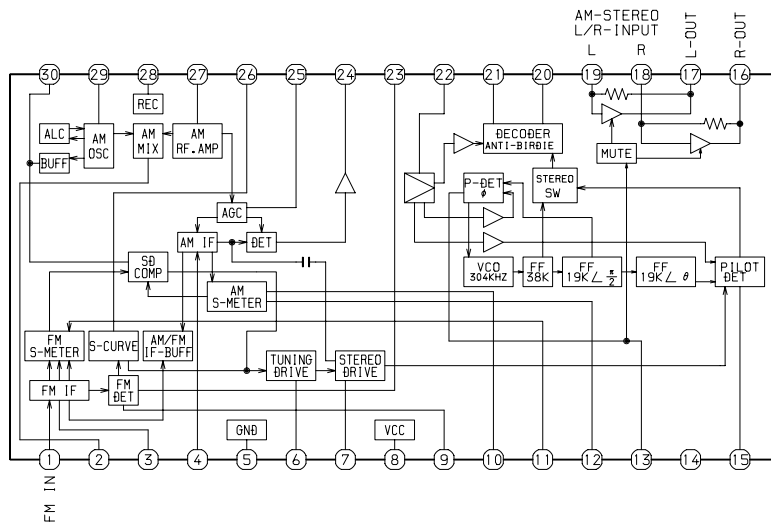 AM-STEREO
L/R-INPUT
L R
L-OUT
R-OUT
30 29 28 27 26 25 24 23 22 21 20 19 18 17 16
REC
ALC
AM
OSC
AM
MIX
AM
RF.AMP
BUFF
DECODER
ANTI-BIRDIE
MUTE
P-DET
ø
STEREO
SW
AGC
AM IF
DET
SD
COMP
VCO
304KHZ
FF
38K
FF
19K∠ π/2
FF
19K∠ θ
PILOT
DET
AM
S-METER
FM
S-METER
S-CURVE
AM/FM
IF-BUFF
TUNING
DRIVE
STEREO
DRIVE
FM IF
FM
DET
GND
VCC
1 2 3 4 5 6 7 8 9 10 11 12 13 14 15
FM IN